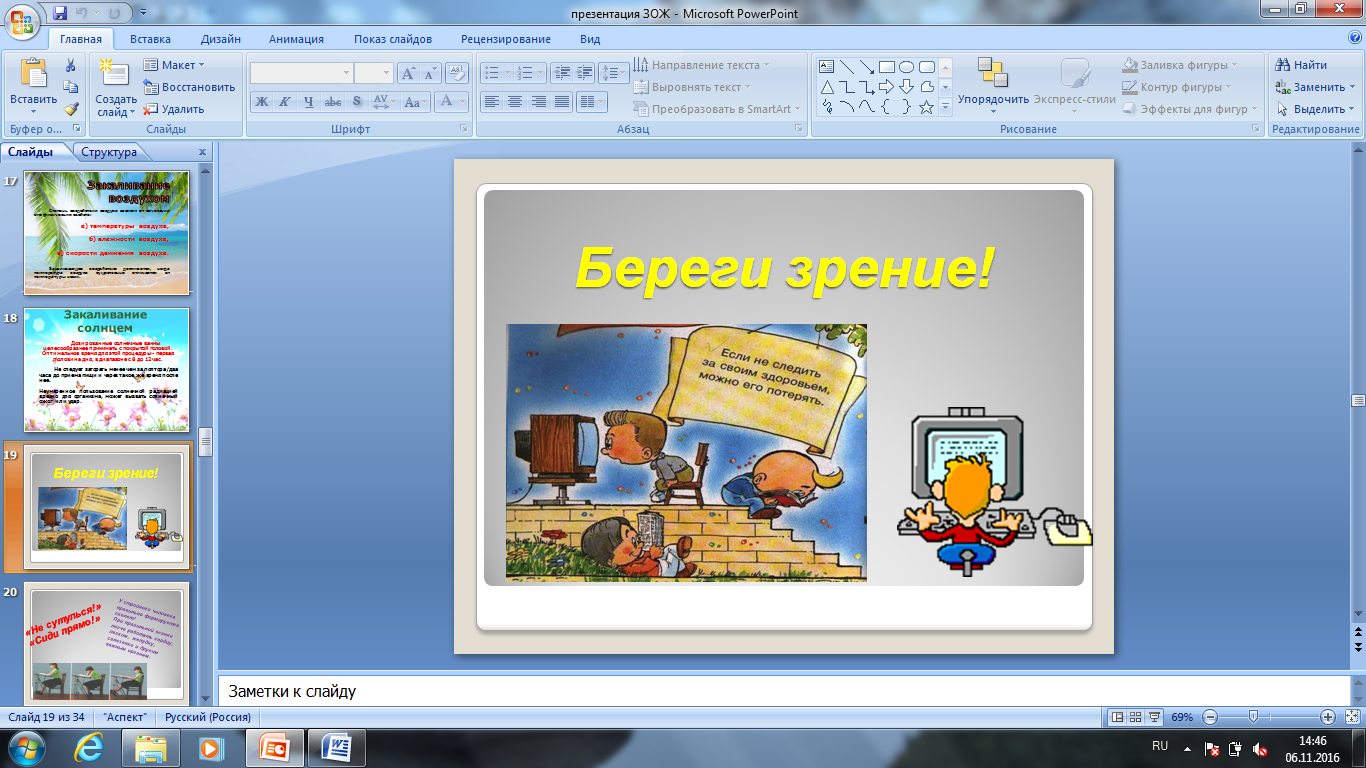 презентация ЗОЖ - Microsoft PowerPoint
Главная Вставка Дизайн Анимация Показ слайдов Рецензирование Вид
Вставить
Буфер о...
Создать слайд
Макет
Восстановить
Удалить
Слайды
Ж К Ч abc S AV Aa A
Шрифт
Направление текста
Выровнять текст
Преобразовать в SmartArt
Абзац
Упорядочить
Экспресс-стили
Заливка фигуры
Контур фигуры
Эффекты для фигур
Рисование
Найти
Заменить
Выделить
Редактирование
Слайды Структура x
17
Закаливание
воздухом
а) температуры воздуха,
б) влажности воздуха,
скорости движения воздуха.
18
Закаливание
солнцем
19
Береги зрение!
20
«Не сутулься!»
«Сиди прямо!»
Береги зрение!
Если не следить
за своим здоровьем,
можно его потерять.
Заметки к слайду
Слайд 19 из 34 "Аспект" Русский (Россия) 69%
RU 14:46
06.11.2016